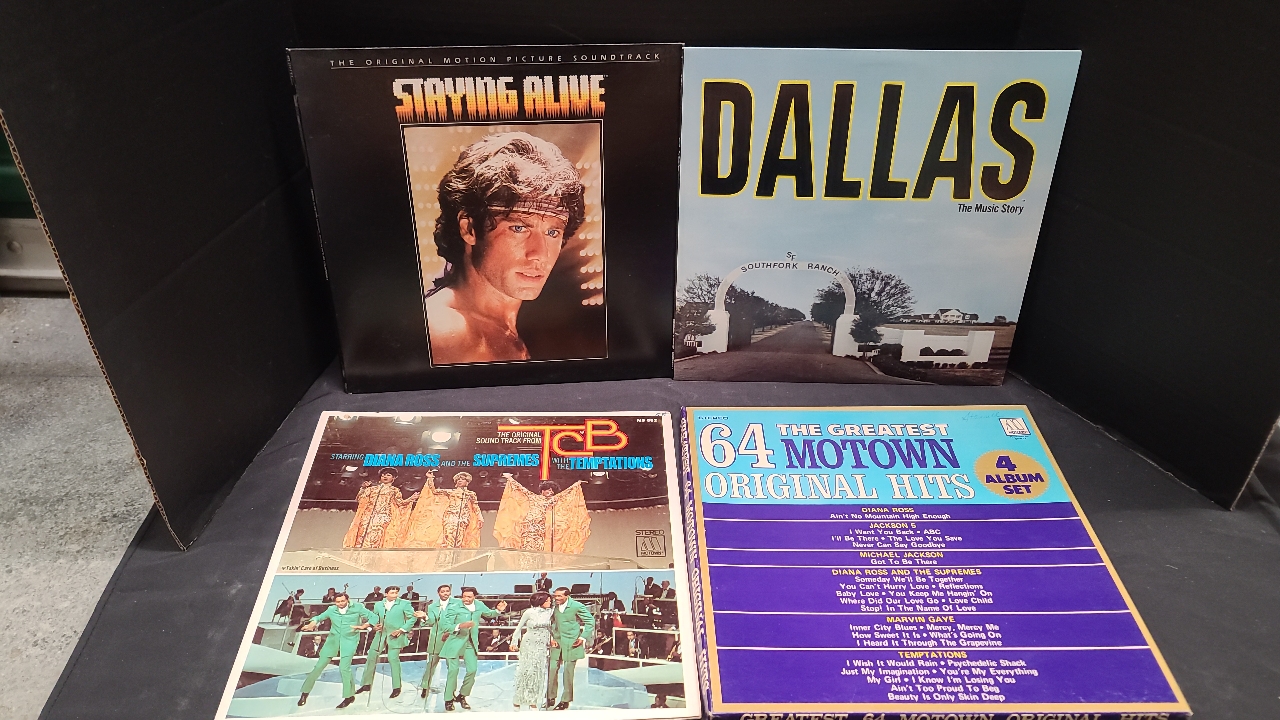 THE ORIGINAL MOTION PICTURE SOUNDTRACK
STAYING ALIVE
DALLAS
The Music Story
SF
SOUTHFORK RANCH
THE ORIGINAL
SOUND TRACK FROM
TCB
STARRING DIANA ROSS AND THE SUPREMES WITH THE TEMPTATIONS
STEREO
MOTOWN
*Takin' Care of Business
STEREO
64 THE GREATEST
MOTOWN
ORIGINAL HITS
4
ALBUM
SET
DIANA ROSS
Ain't No Mountain High Enough
JACKSON 5
I Want You Back • ABC
I'll Be There • The Love You Save
Never Can Say Goodbye
MICHAEL JACKSON
Got To Be There
DIANA ROSS AND THE SUPREMES
Someday We'll Be Together
You Can't Hurry Love • Reflections
Baby Love • You Keep Me Hangin' On
Where Did Our Love Go • Love Child
Stop! In The Name Of Love
MARVIN GAYE
Inner City Blues • Mercy, Mercy Me
How Sweet It Is • What's Going On
I Heard It Through The Grapevine
TEMPTATIONS
I Wish It Would Rain • Psychedelic Shack
Just My Imagination • You're My Everything
My Girl • I Know I'm Losing You
Ain't Too Proud To Beg
Beauty Is Only Skin Deep
GREATEST 64 MOTOWN ORIGINAL HITS